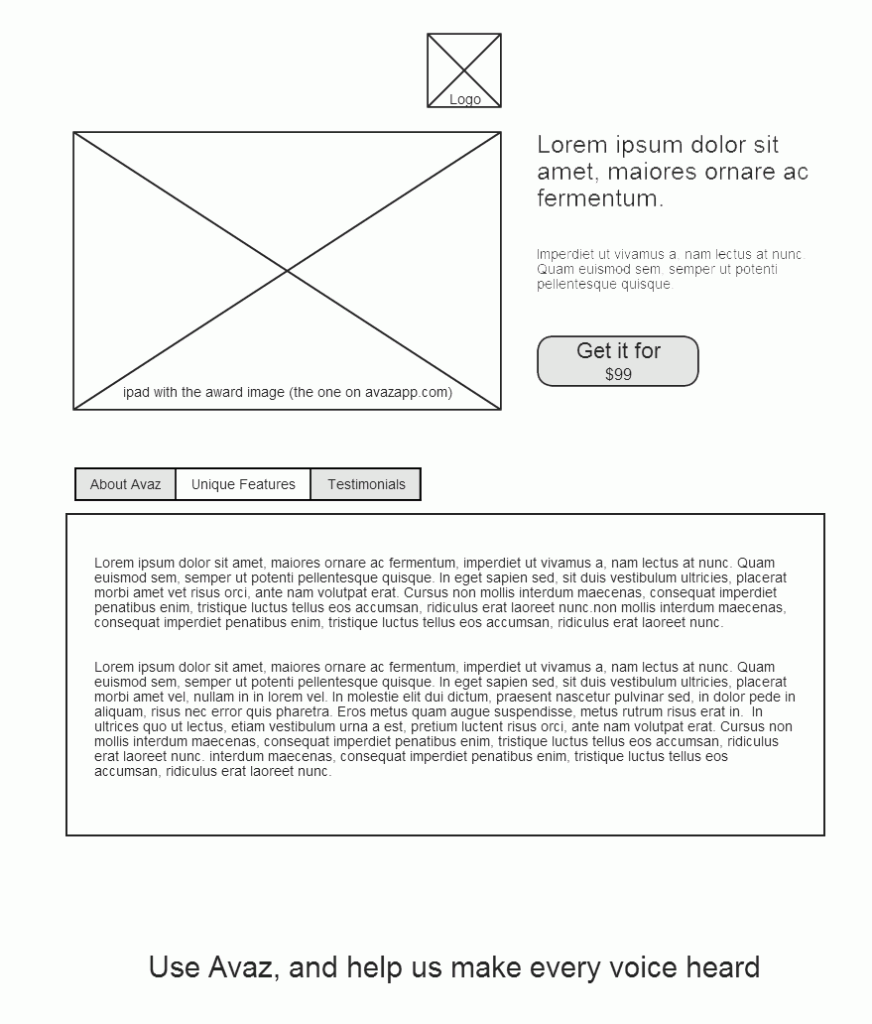 Logo
Lorem ipsum dolor sit
amet, maiores ornare ac
fermentum.
Imperdiet ut vivamus a, nam lectus at nunc.
Quam euismod sem, semper ut potenti
pellentesque quisque.
Get it for
$99
ipad with the award image (the one on avazapp.com)
About Avaz
Unique Features
Testimonials
Lorem ipsum dolor sit amet, maiores ornare ac fermentum, imperdiet ut vivamus a, nam lectus at nunc. Quam
euismod sem, semper ut potenti pellentesque quisque. In eget sapien sed, sit duis vestibulum ultricies, placerat
morbi amet vet risus orci, ante nam volutpat erat. Cursus non mollis interdum maecenas, consequat imperdiet
penatibus enim, tristique luctus tellus eos accumsan, ridiculus erat laoreet nunc.non mollis interdum maecenas,
consequat imperdiet penatibus enim, tristique luctus tellus eos accumsan, ridiculus erat laoreet nunc.
Lorem ipsum dolor sit amet, maiores ornare ac fermentum, imperdiet ut vivamus a, nam lectus at nunc. Quam
euismod sem, semper ut potenti pellentesque quisque. In eget sapien sed, sit duis vestibulum ultricies, placerat
morbi amet vel, nullam in in lorem vel. In molestie elit dui dictum, praesent nascetur pulvinar sed, in dolor pede in
aliquam, risus nec error quis pharetra. Eros metus quam augue suspendisse, metus rutrum risus erat in.  In
ultrices quo ut lectus, etiam vestibulum urna a est, pretium luctent risus orci, ante nam volutpat erat. Cursus non
mollis interdum maecenas, consequat imperdiet penatibus enim, tristique luctus tellus eos accumsan, ridiculus
erat laoreet nunc. interdum maecenas, consequat imperdiet penatibus enim, tristique luctus tellus eos
accumsan, ridiculus erat laoreet nunc.
Use Avaz, and help us make every voice heard